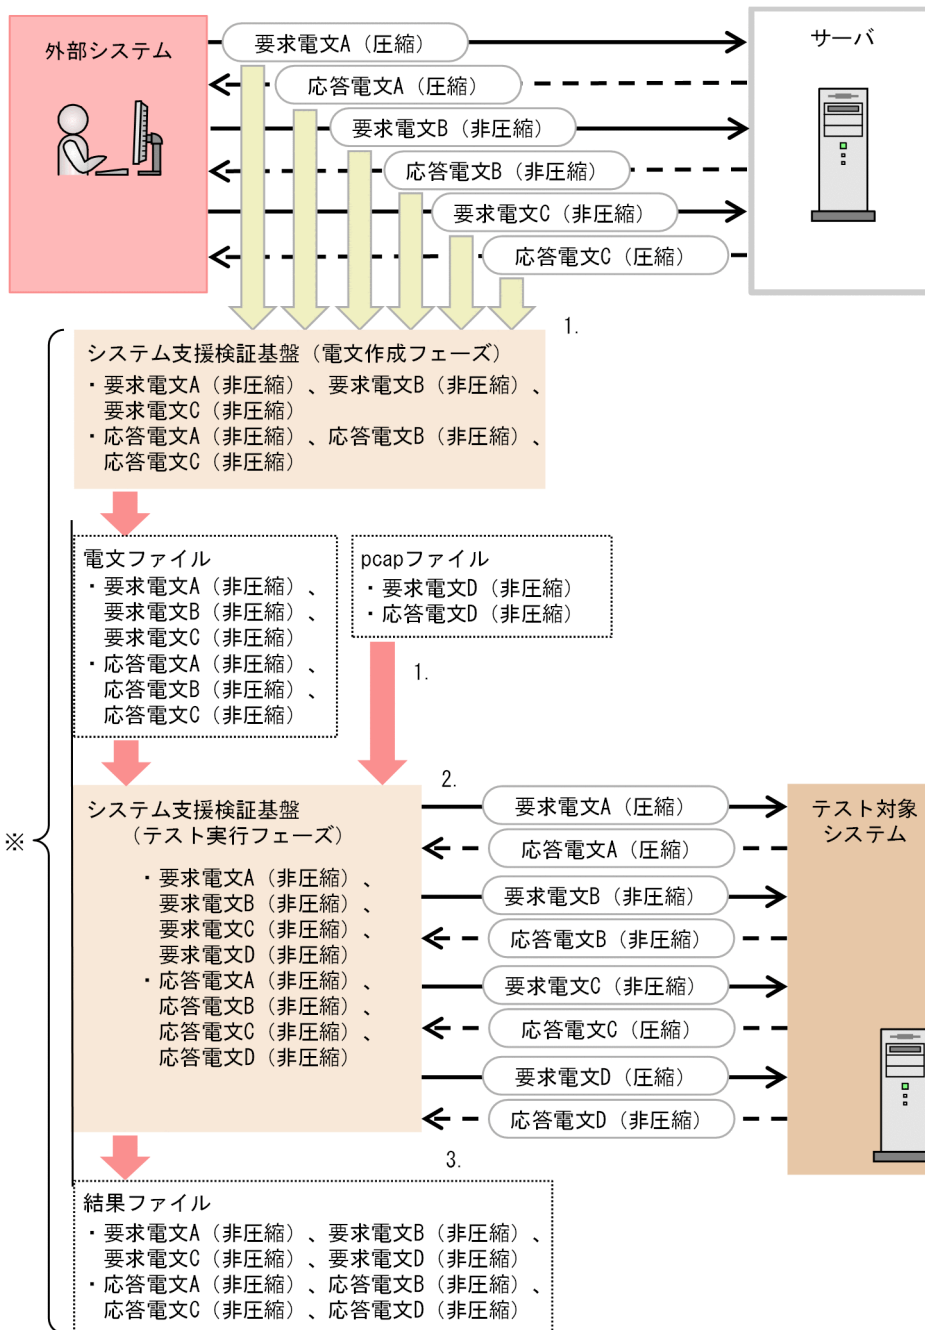 外部システム
サーバ
要求電文A（圧縮）
応答電文A（圧縮）
要求電文B（非圧縮）
応答電文B（非圧縮）
要求電文C（非圧縮）
応答電文C（圧縮）
1.
システム支援検証基盤（電文作成フェーズ）
・要求電文A（非圧縮）、要求電文B（非圧縮）、
要求電文C（非圧縮）
・応答電文A（非圧縮）、応答電文B（非圧縮）、
応答電文C（非圧縮）
電文ファイル
・要求電文A（非圧縮）、
要求電文B（非圧縮）、
要求電文C（非圧縮）
・応答電文A（非圧縮）、
応答電文B（非圧縮）、
応答電文C（非圧縮）
pcapファイル
・要求電文D（非圧縮）
・応答電文D（非圧縮）
1.
※
システム支援検証基盤
（テスト実行フェーズ）
・要求電文A（非圧縮）、
要求電文B（非圧縮）、
要求電文C（非圧縮）、
要求電文D（非圧縮）
・応答電文A（非圧縮）、
応答電文B（非圧縮）、
応答電文C（非圧縮）、
応答電文D（非圧縮）
2.
要求電文A（圧縮）
応答電文A（圧縮）
要求電文B（非圧縮）
応答電文B（非圧縮）
要求電文C（非圧縮）
応答電文C（圧縮）
要求電文D（圧縮）
応答電文D（非圧縮）
テスト対象
システム
3.
結果ファイル
・要求電文A（非圧縮）、要求電文B（非圧縮）、
要求電文C（非圧縮）、要求電文D（非圧縮）
・応答電文A（非圧縮）、応答電文B（非圧縮）、
応答電文C（非圧縮）、応答電文D（非圧縮）